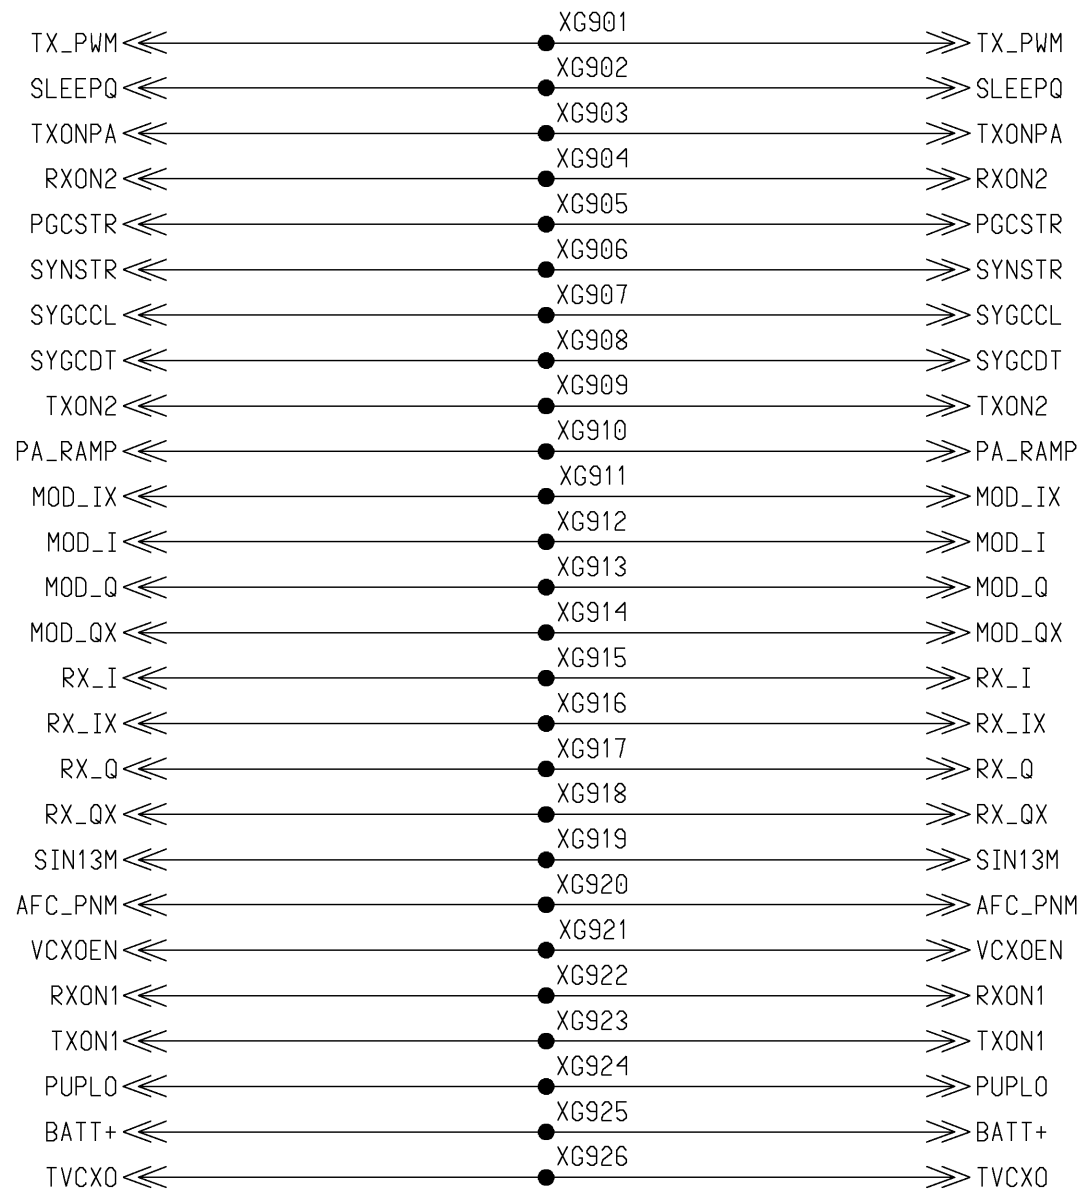 XG901
TX_PWM TX_PWM
XG902
SLEEPQ SLEEPQ
XG903
TXONPA TXONPA
XG904
RXON2 RXON2
XG905
PGCSTR PGCSTR
XG906
SYNSTR SYNSTR
XG907
SYGCCL SYGCCL
XG908
SYGCDT SYGCDT
XG909
TXON2 TXON2
XG910
PA_RAMP PA_RAMP
XG911
MOD_IX MOD_IX
XG912
MOD_I MOD_I
XG913
MOD_Q MOD_Q
XG914
MOD_QX MOD_QX
XG915
RX_I RX_I
XG916
RX_IX RX_IX
XG917
RX_Q RX_Q
XG918
RX_QX RX_QX
XG919
SIN13M SIN13M
XG920
AFC_PNM AFC_PNM
XG921
VCXOEN VCXOEN
XG922
RXON1 RXON1
XG923
TXON1 TXON1
XG924
PUPLO PUPLO
XG925
BATT+ BATT+
XG926
TVCXO TVCXO